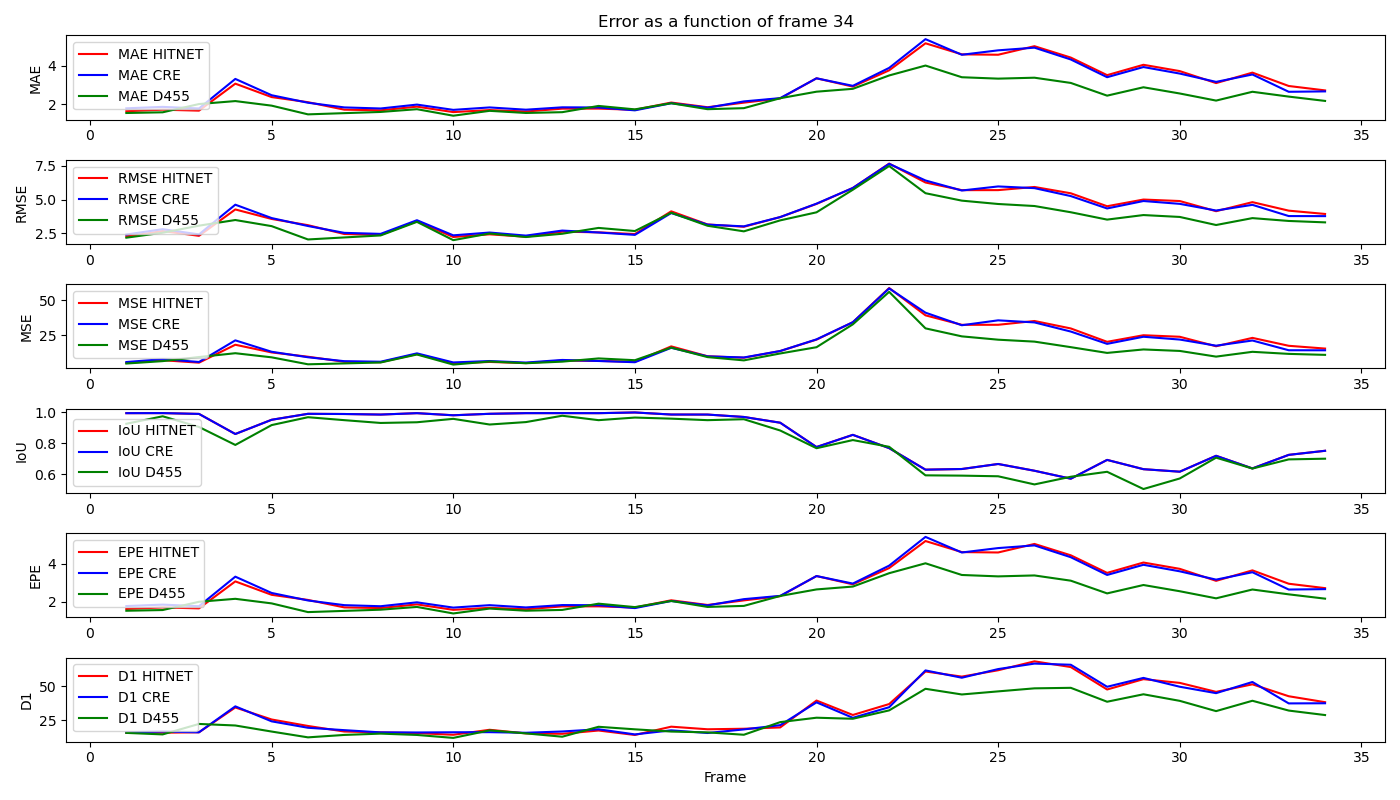 Error as a function of frame 34
MAE
4
2
MAE HITNET
MAE CRE
MAE D455
0 5 10 15 20 25 30 35
RMSE
7.5
5.0
2.5
RMSE HITNET
RMSE CRE
RMSE D455
0 5 10 15 20 25 30 35
MSE
50
25
MSE HITNET
MSE CRE
MSE D455
0 5 10 15 20 25 30 35
IoU
1.0
0.8
0.6
IoU HITNET
IoU CRE
IoU D455
0 5 10 15 20 25 30 35
EPE
4
2
EPE HITNET
EPE CRE
EPE D455
0 5 10 15 20 25 30 35
D1
50
25
D1 HITNET
D1 CRE
D1 D455
0 5 10 15 20 25 30 35
Frame